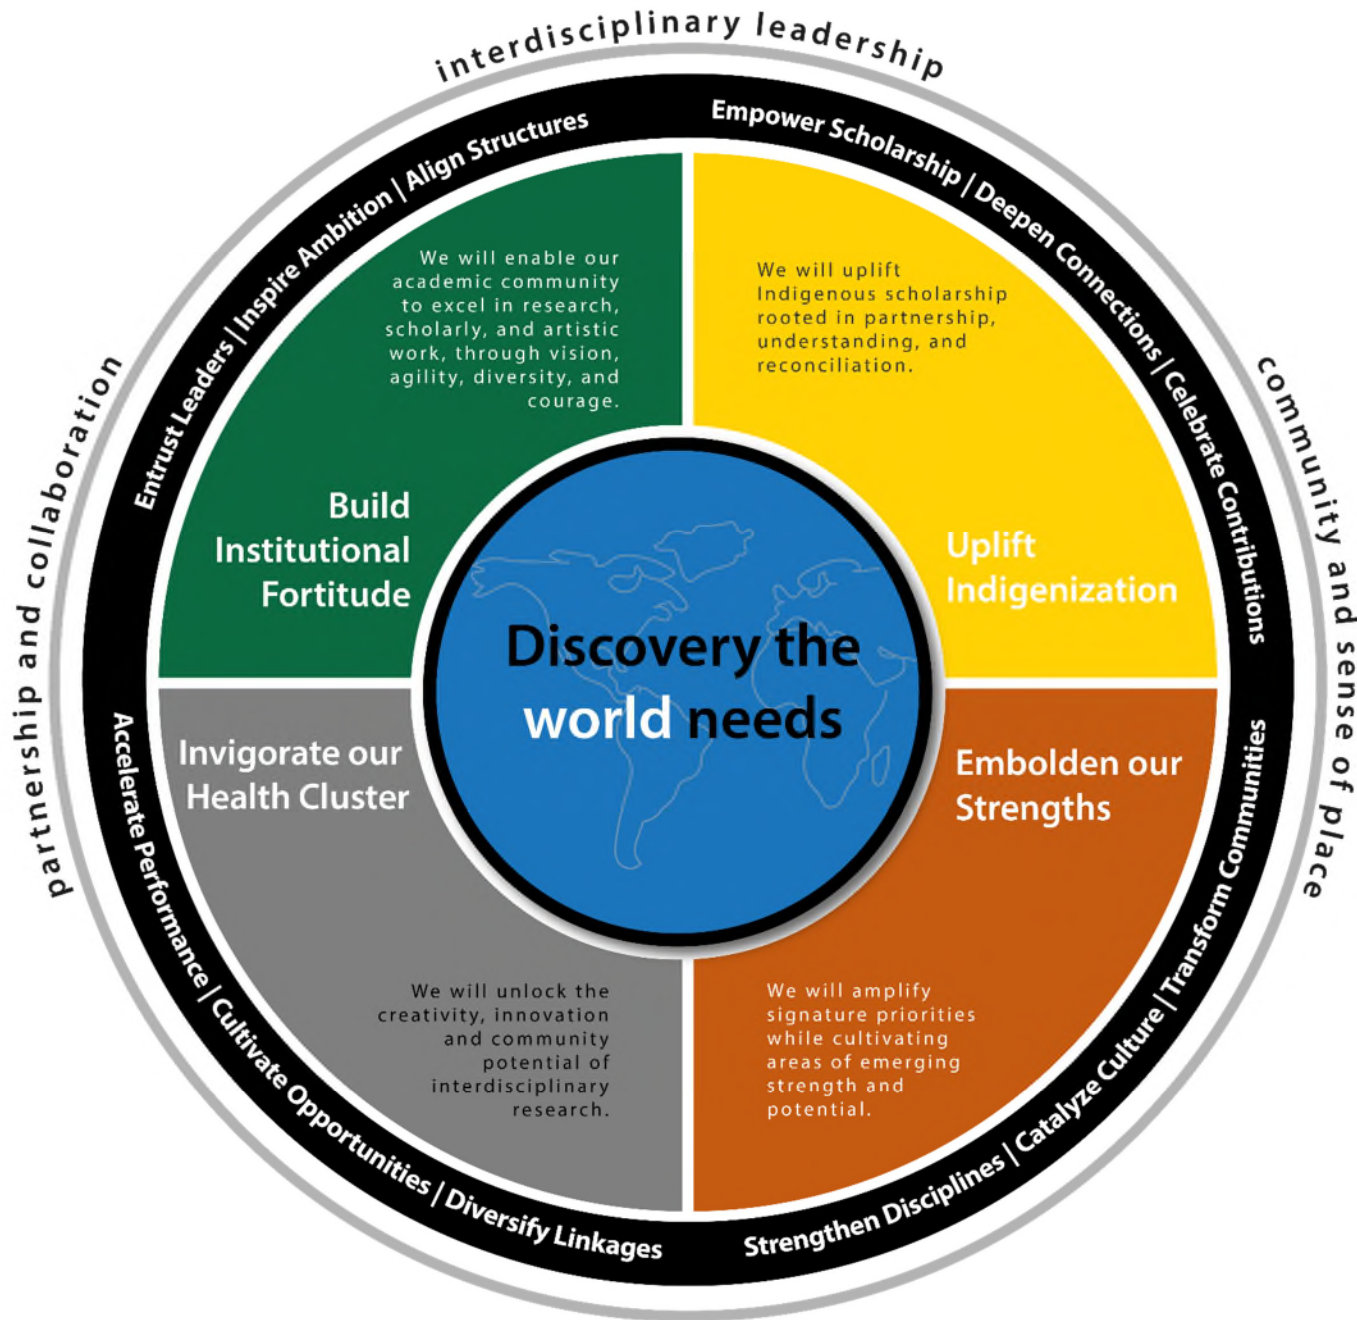 interdisciplinary leadership
partnership and collaboration
community and sense of place
Entrust Leaders | Inspire Ambition | Align Structures
Empower Scholarship | Deepen Connections | Celebrate Contributions
We will enable our
academic community
to excel in research,
scholarly, and artistic
work, through vision,
agility, diversity, and
courage.
Build
Institutional
Fortitude
We will uplift
Indigenous scholarship
rooted in partnership,
understanding, and
reconciliation.
Uplift
Indigenization
Discovery the
world needs
Invigorate our
Health Cluster
We will unlock the
creativity, innovation
and community
potential of
interdisciplinary
research.
Embolden our
Strengths
We will amplify
signature priorities
while cultivating
areas of emerging
strength and
potential.
Accelerate Performance | Cultivate Opportunities | Diversify Linkages
Strengthen Disciplines | Catalyze Culture | Transform Communities